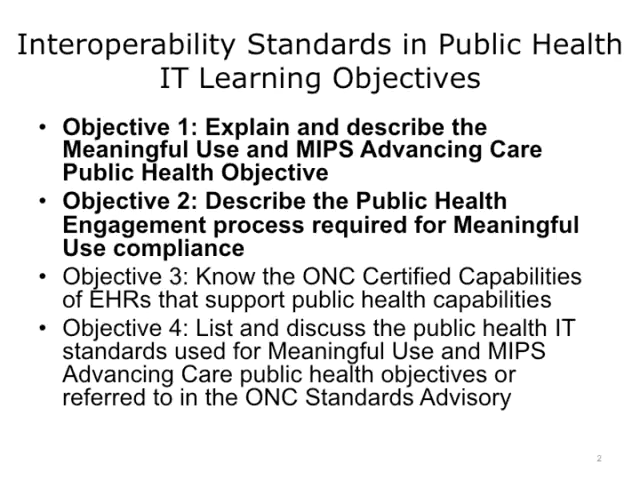 Interoperability Standards in Public Health
IT Learning Objectives
• Objective 1: Explain and describe the
Meaningful Use and MIPS Advancing Care
Public Health Objective
• Objective 2: Describe the Public Health
Engagement process required for Meaningful
Use compliance
• Objective 3: Know the ONC Certified Capabilities
of EHRs that support public health capabilities
• Objective 4: List and discuss the public health IT
standards used for Meaningful Use and MIPS
Advancing Care public health objectives or
referred to in the ONC Standards Advisory
2